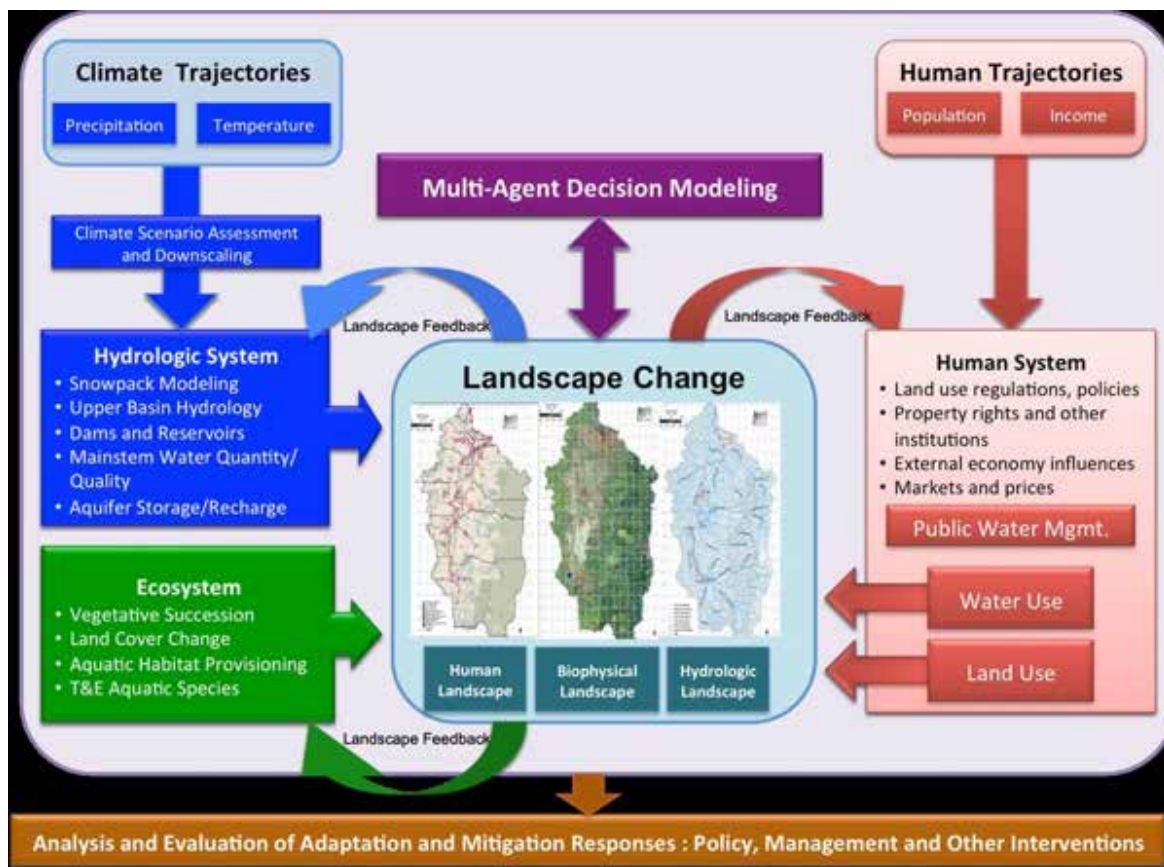 Climate Trajectories
Precipitation
Temperature
Human Trajectories
Population
Income
Multi-Agent Decision Modeling
Climate Scenario Assessment
and Downscaling
Landscape Feedback
Landscape Feedback
Hydrologic System
• Snowpack Modeling
• Upper Basin Hydrology
• Dams and Reservoirs
• Mainstem Water Quantity/
Quality
• Aquifer Storage/Recharge
Landscape Change
Human
Landscape
Biophysical
Landscape
Hydrologic
Landscape
Human System
• Land use regulations, policies
• Property rights and other
institutions
• External economy influences
• Markets and prices
Public Water Mgmt.
Water Use
Land Use
Ecosystem
• Vegetative Succession
• Land Cover Change
• Aquatic Habitat Provisioning
• T&E Aquatic Species
Landscape Feedback
Analysis and Evaluation of Adaptation and Mitigation Responses : Policy, Management and Other Interventions